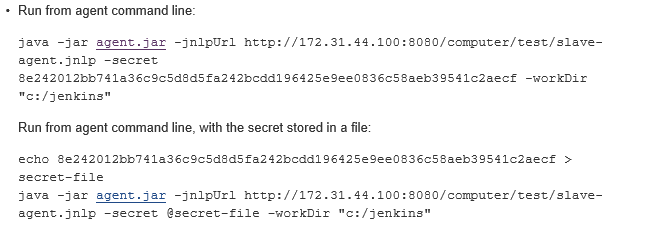 • Run from agent command line:
java -jar agent.jar -jnlpUrl http://172.31.44.100:8080/computer/test/slave-
agent.jnlp -secret
8e242012bb741a36c9c5d8d5fa242bcdd196425e9ee0836c58aeb39541c2aecf -workDir
"c:/jenkins"
Run from agent command line, with the secret stored in a file:
echo 8e242012bb741a36c9c5d8d5fa242bcdd196425e9ee0836c58aeb39541c2aecf >
secret-file
java -jar agent.jar -jnlpUrl http://172.31.44.100:8080/computer/test/slave-
agent.jnlp -secret @secret-file -workDir "c:/jenkins"